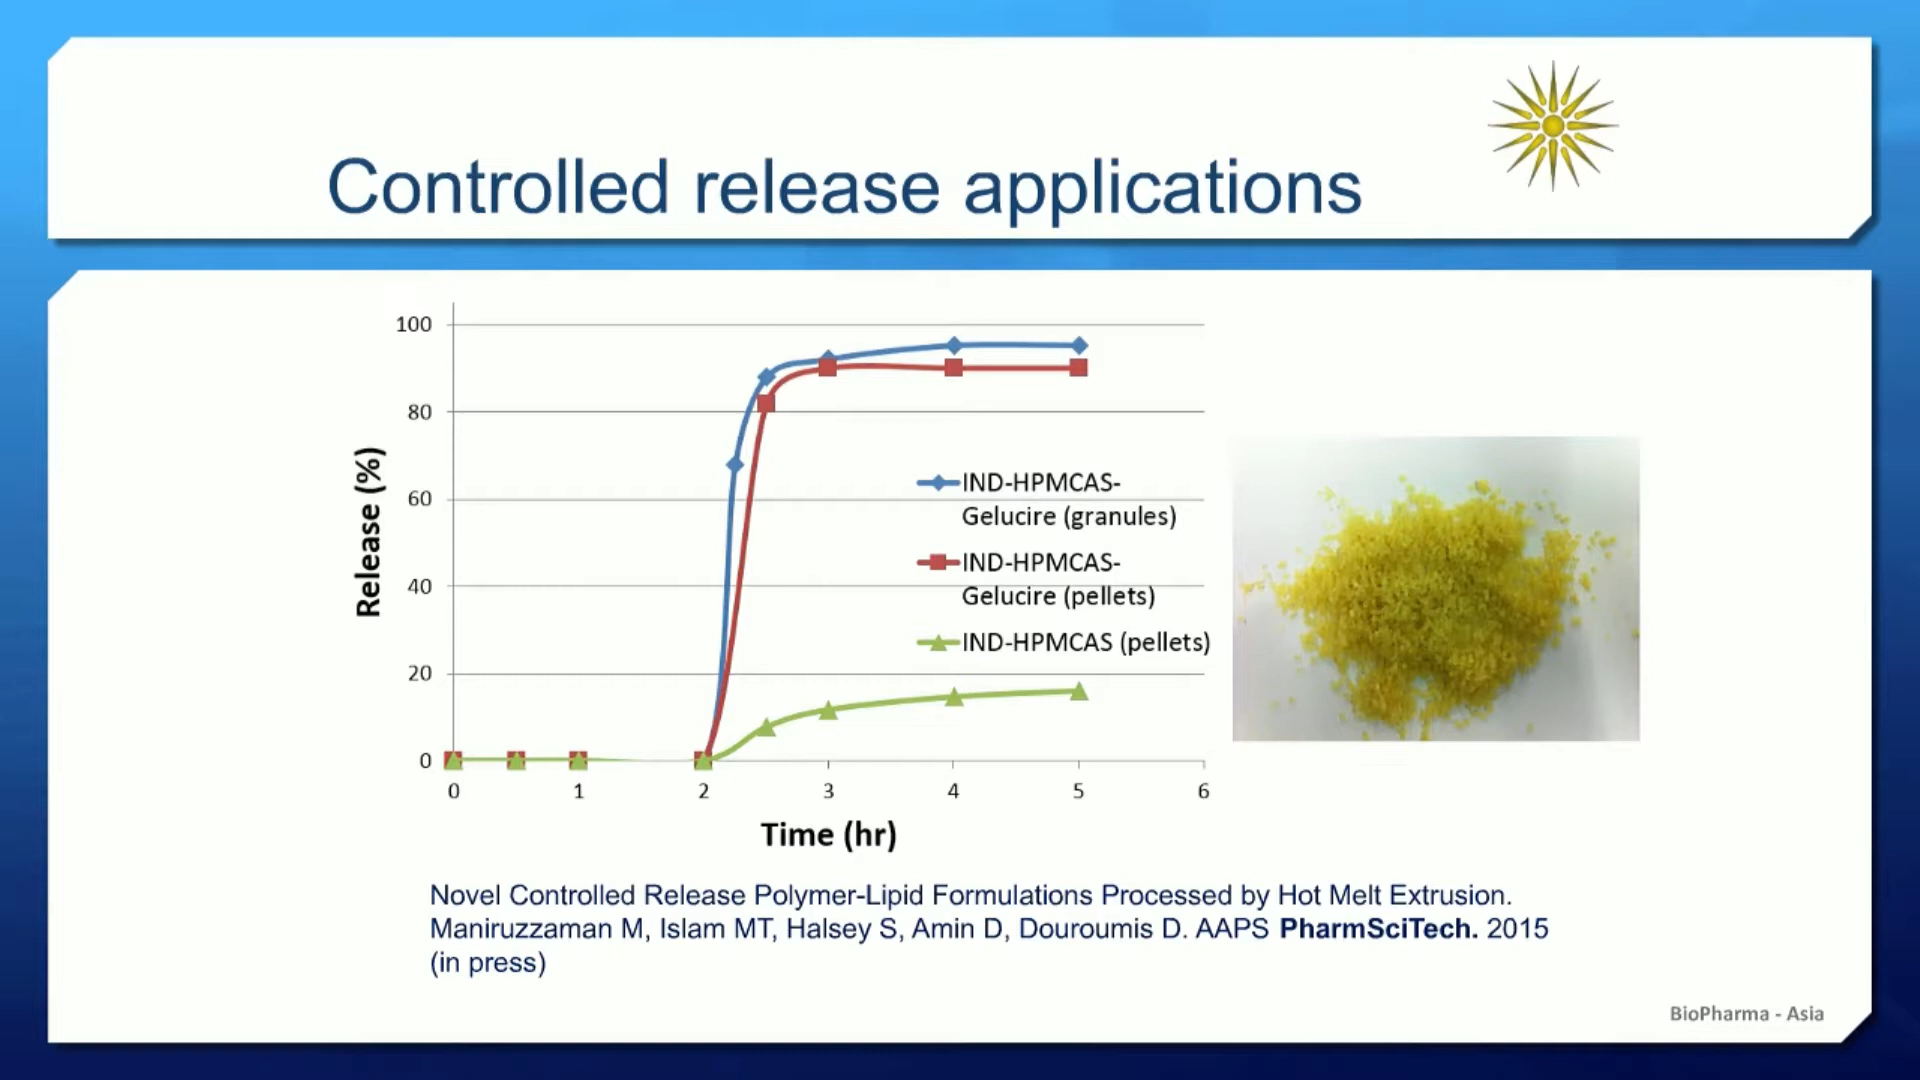 Controlled release applications
100
80
60
40
20
0
Release (%)
0 1 2 3 4 5 6
Time (hr)
IND-HPMCAS-
Gelucire (granules)
IND-HPMCAS-
Gelucire (pellets)
IND-HPMCAS (pellets)
Novel Controlled Release Polymer-Lipid Formulations Processed by Hot Melt Extrusion.
Maniruzzaman M, Islam MT, Halsey S, Amin D, Douroumis D. AAPS PharmSciTech. 2015
(in press)
BioPharma - Asia